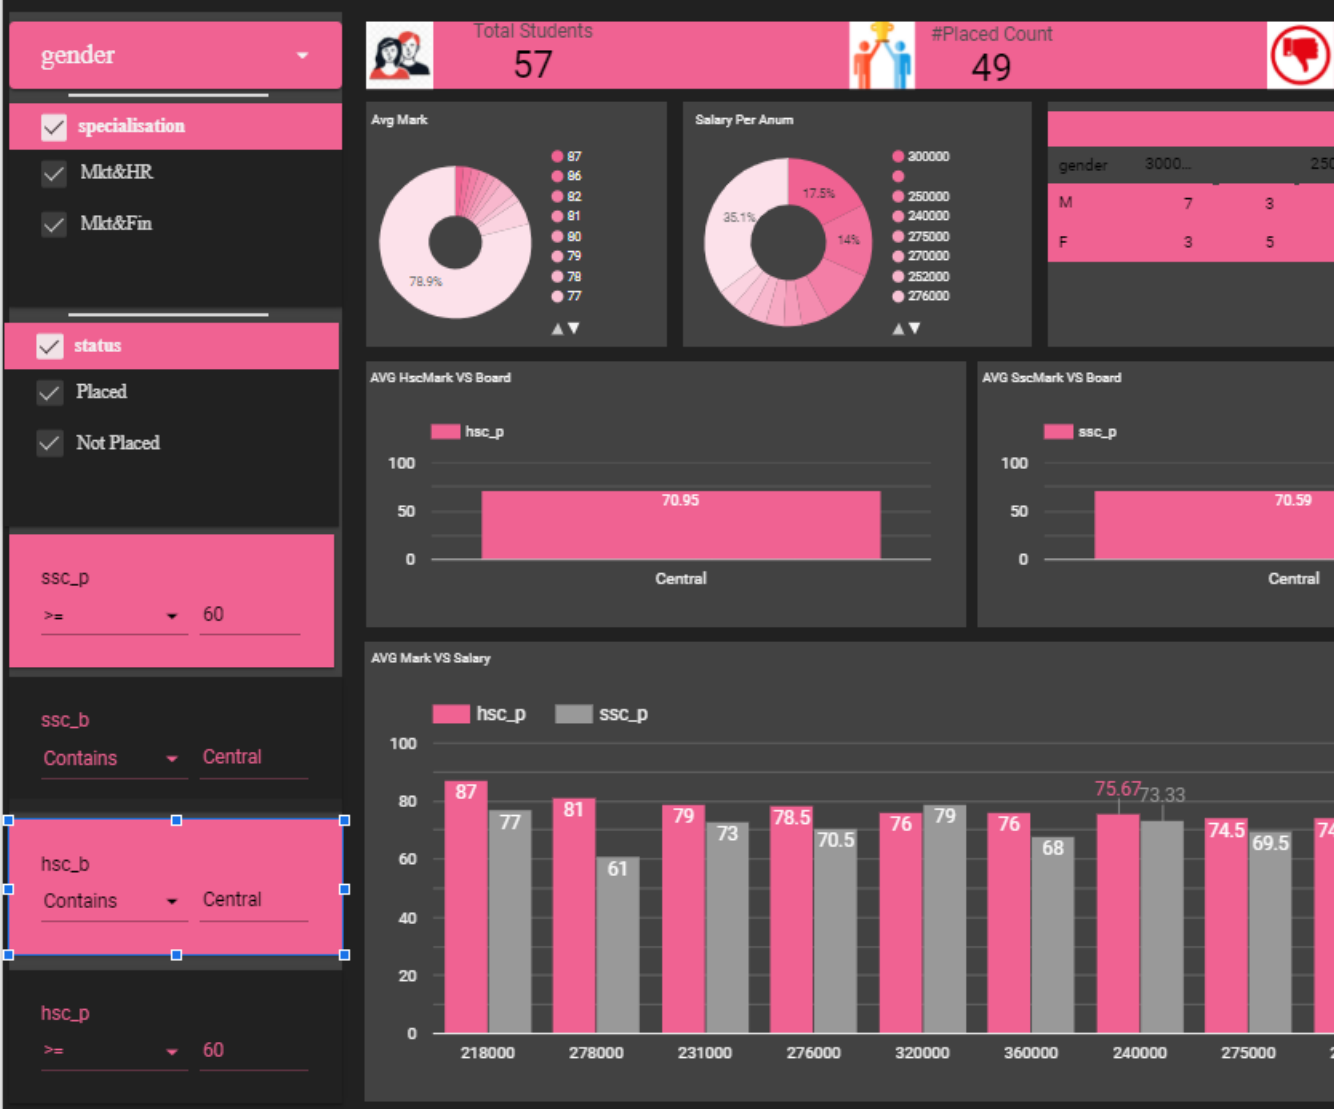 gender
specialisation
Mkt&HR
Mkt&Fin
status
Placed
Not Placed
ssc_p
>= 60
ssc_b
Contains Central
hsc_b
Contains Central
hsc_p
>= 60
Total Students
57
#Placed Count
49
Avg Mark
78.9%
87
86
82
81
80
79
78
77
Salary Per Anum
35.1%
17.5%
14%
300000
250000
240000
275000
270000
252000
276000
gender 3000... 250
M 7 3
F 3 5
AVG HscMark VS Board
hsc_p
100
50
0
70.95
Central
AVG SscMark VS Board
ssc_p
100
50
0
70.59
Central
AVG Mark VS Salary
hsc_p ssc_p
100
80
60
40
20
0
87 77 81 61 79 73 78.5 70.5 76 79 76 68 75.67 73.33 74.5 69.5 74
218000 278000 231000 276000 320000 360000 240000 275000 2